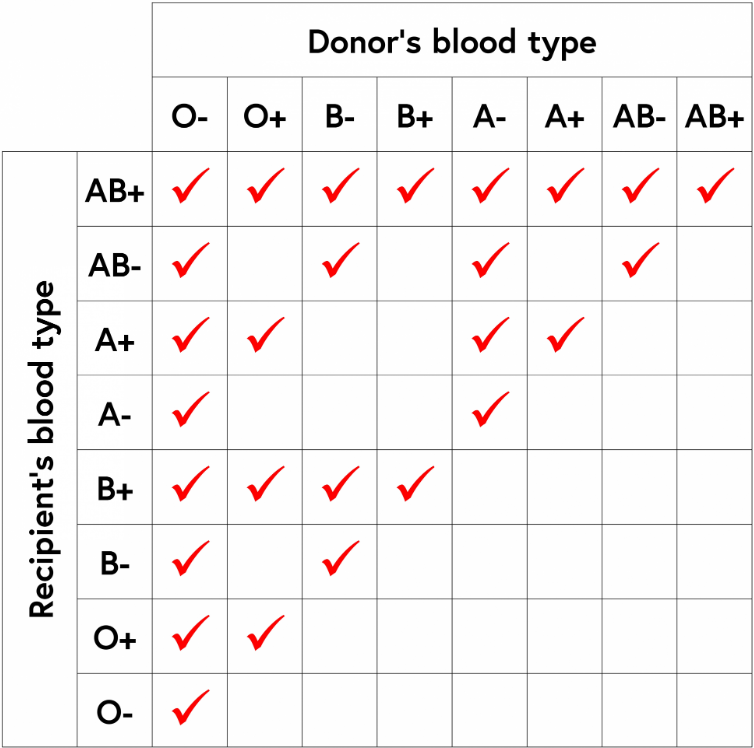 Donor's blood type
O- O+ B- B+ A- A+ AB- AB+
Recipient's blood type
AB+
AB-
A+
A-
B+
B-
O+
O-